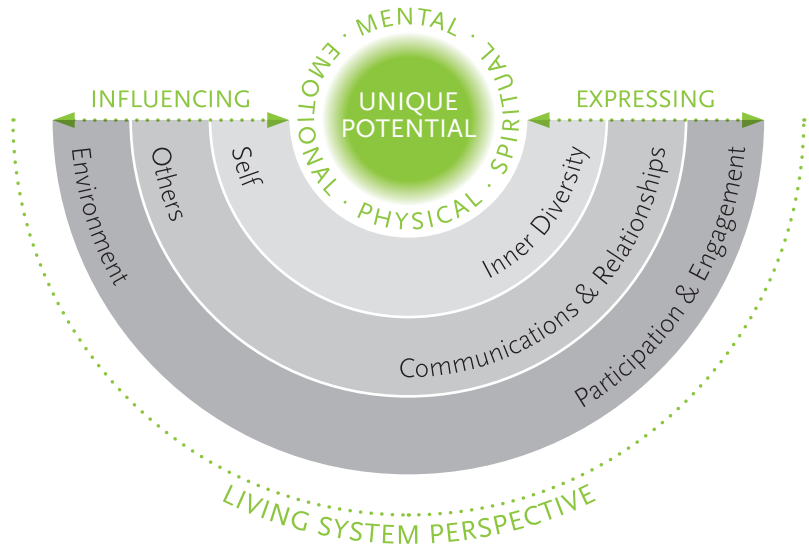 · MENTAL · SPIRITUAL · PHYSICAL · EMOTIONAL
UNIQUE
POTENTIAL
INFLUENCING
EXPRESSING
Environment
Others
Self
Inner Diversity
Communications & Relationships
Participation & Engagement
LIVING SYSTEM PERSPECTIVE